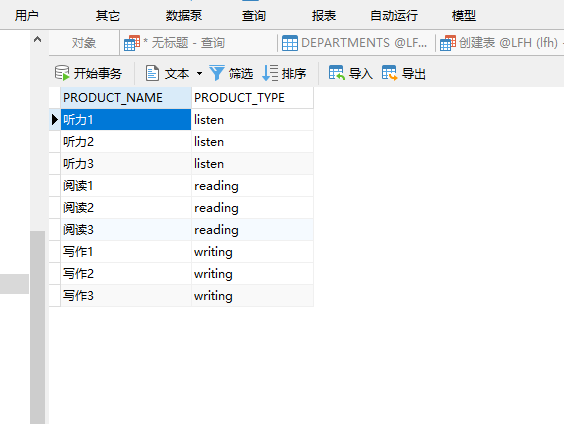 用户 其它 数据泵 查询 报表 自动运行 模型
对象 * 无标题 - 查询 DEPARTMENTS @LF... 创建表 @LFH (lfh) -
开始事务 文本 筛选 排序 导入 导出
PRODUCT_NAME PRODUCT_TYPE
听力1 listen
听力2 listen
听力3 listen
阅读1 reading
阅读2 reading
阅读3 reading
写作1 writing
写作2 writing
写作3 writing